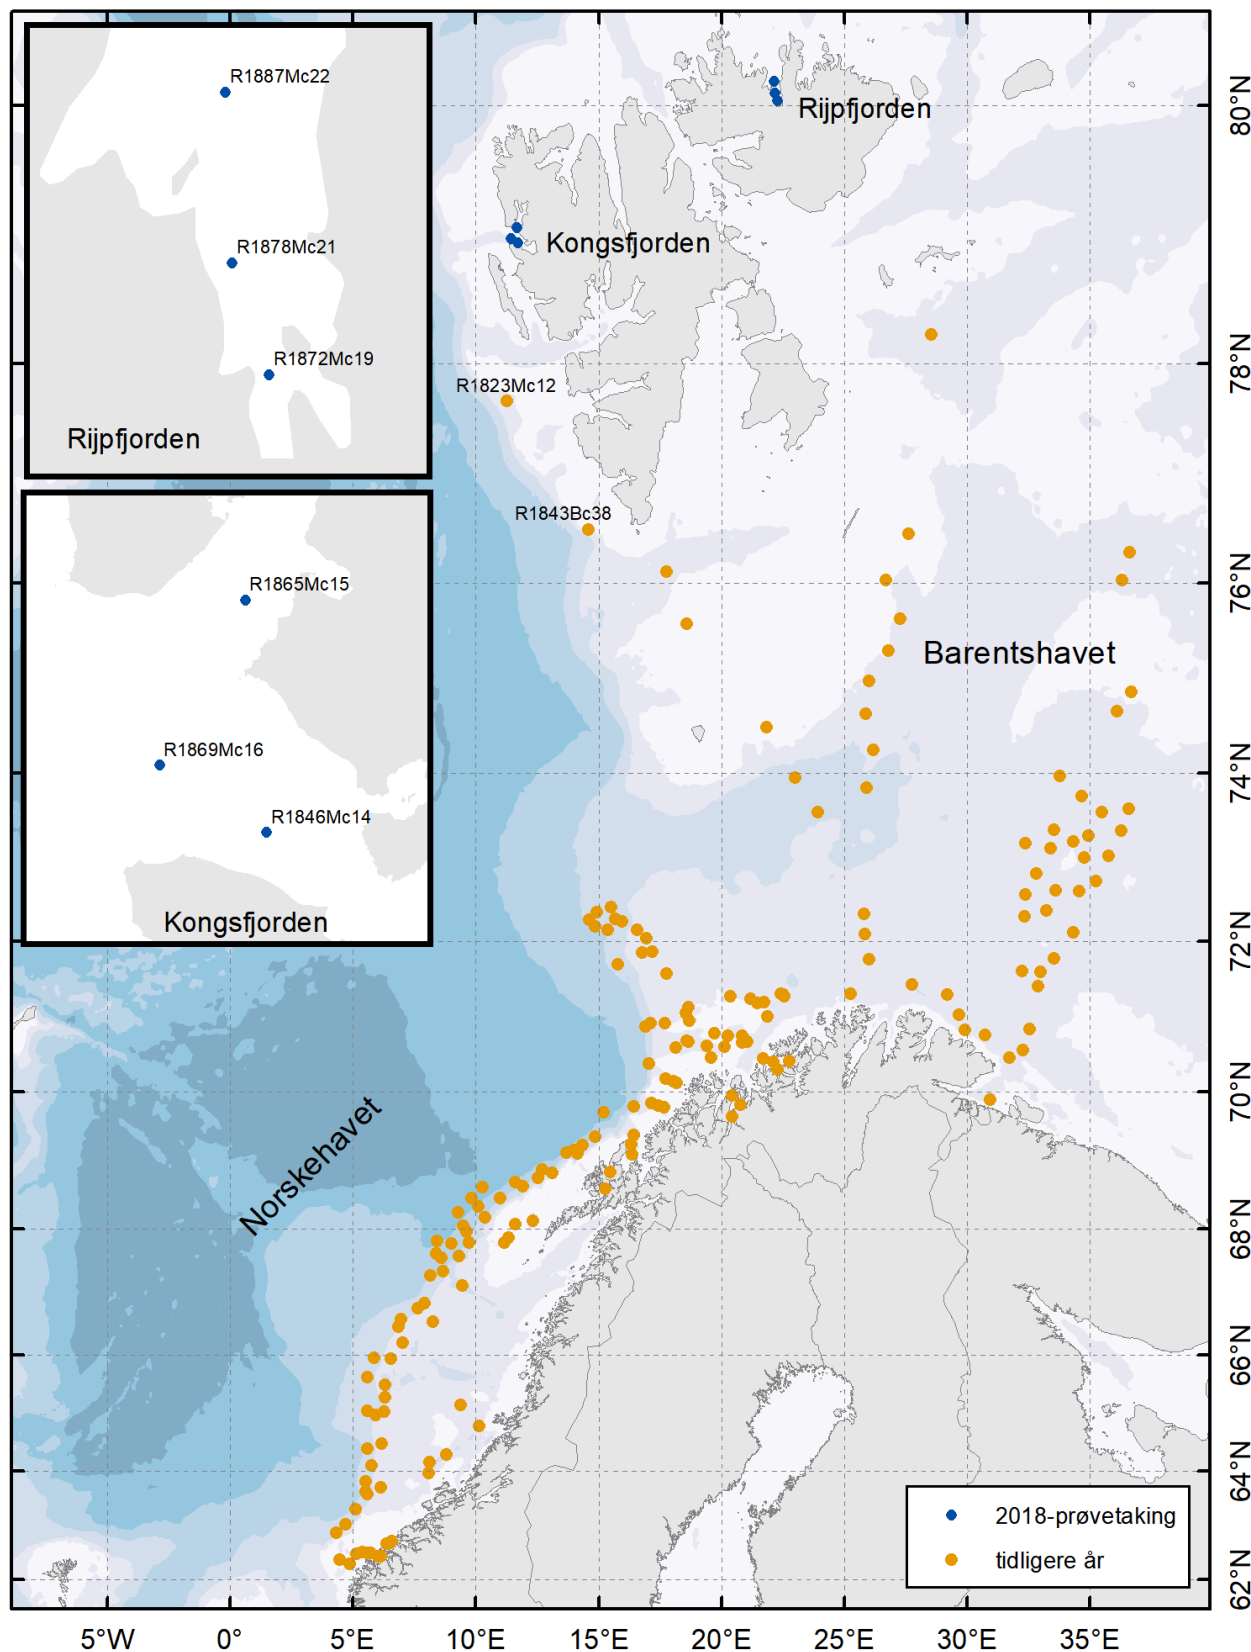 R1887Mc22
R1878Mc21
R1872Mc19
Rijpfjorden
R1865Mc15
R1869Mc16
R1846Mc14
Kongsfjorden
Rijpfjorden
Kongsfjorden
R1823Mc12
R1843Bc38
Barentshavet
Norskehavet
80°N
78°N
76°N
74°N
72°N
70°N
68°N
66°N
64°N
62°N
2018-prøvetaking
tidligere år
5°W 0° 5°E 10°E 15°E 20°E 25°E 30°E 35°E